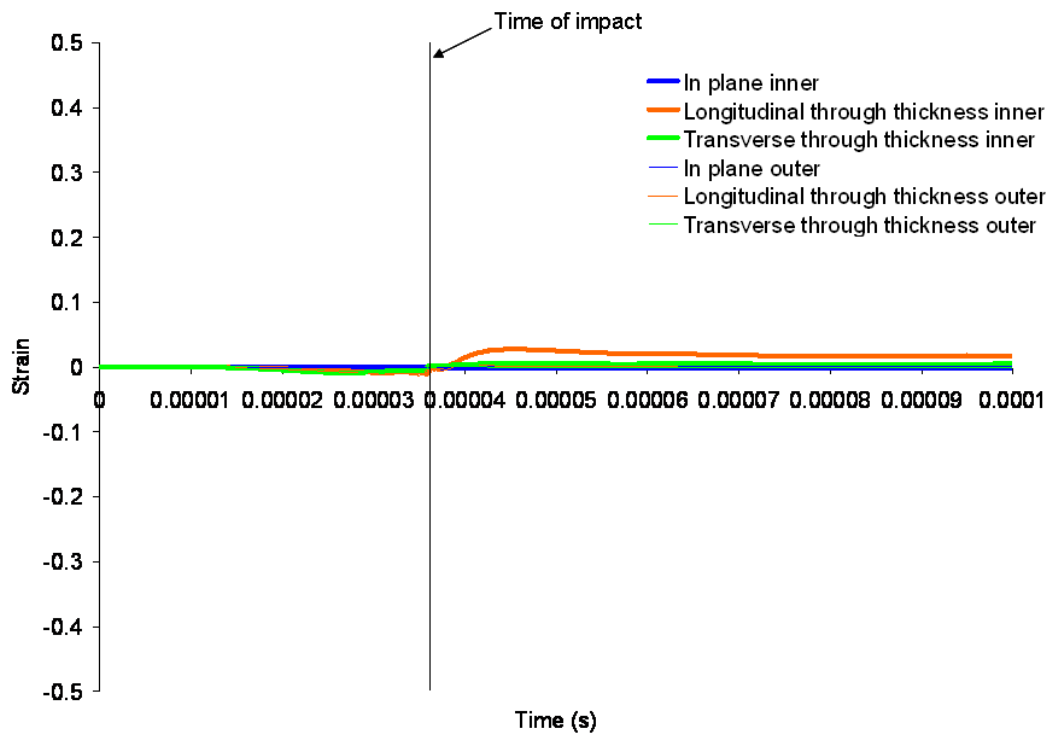 Time of impact
0.5
In plane inner
0.4
Longitudinal through thickness inner
Transverse through thickness inner
0.3
In plane outer
Longitudinal through thickness outer
0.2
Transverse through thickness outer
0.1
Strain
0
0 0.00001 0.00002 0.00003 0.00004 0.00005 0.00006 0.00007 0.00008 0.00009 0.0001
-0.1
-0.2
-0.3
-0.4
-0.5
Time (s)